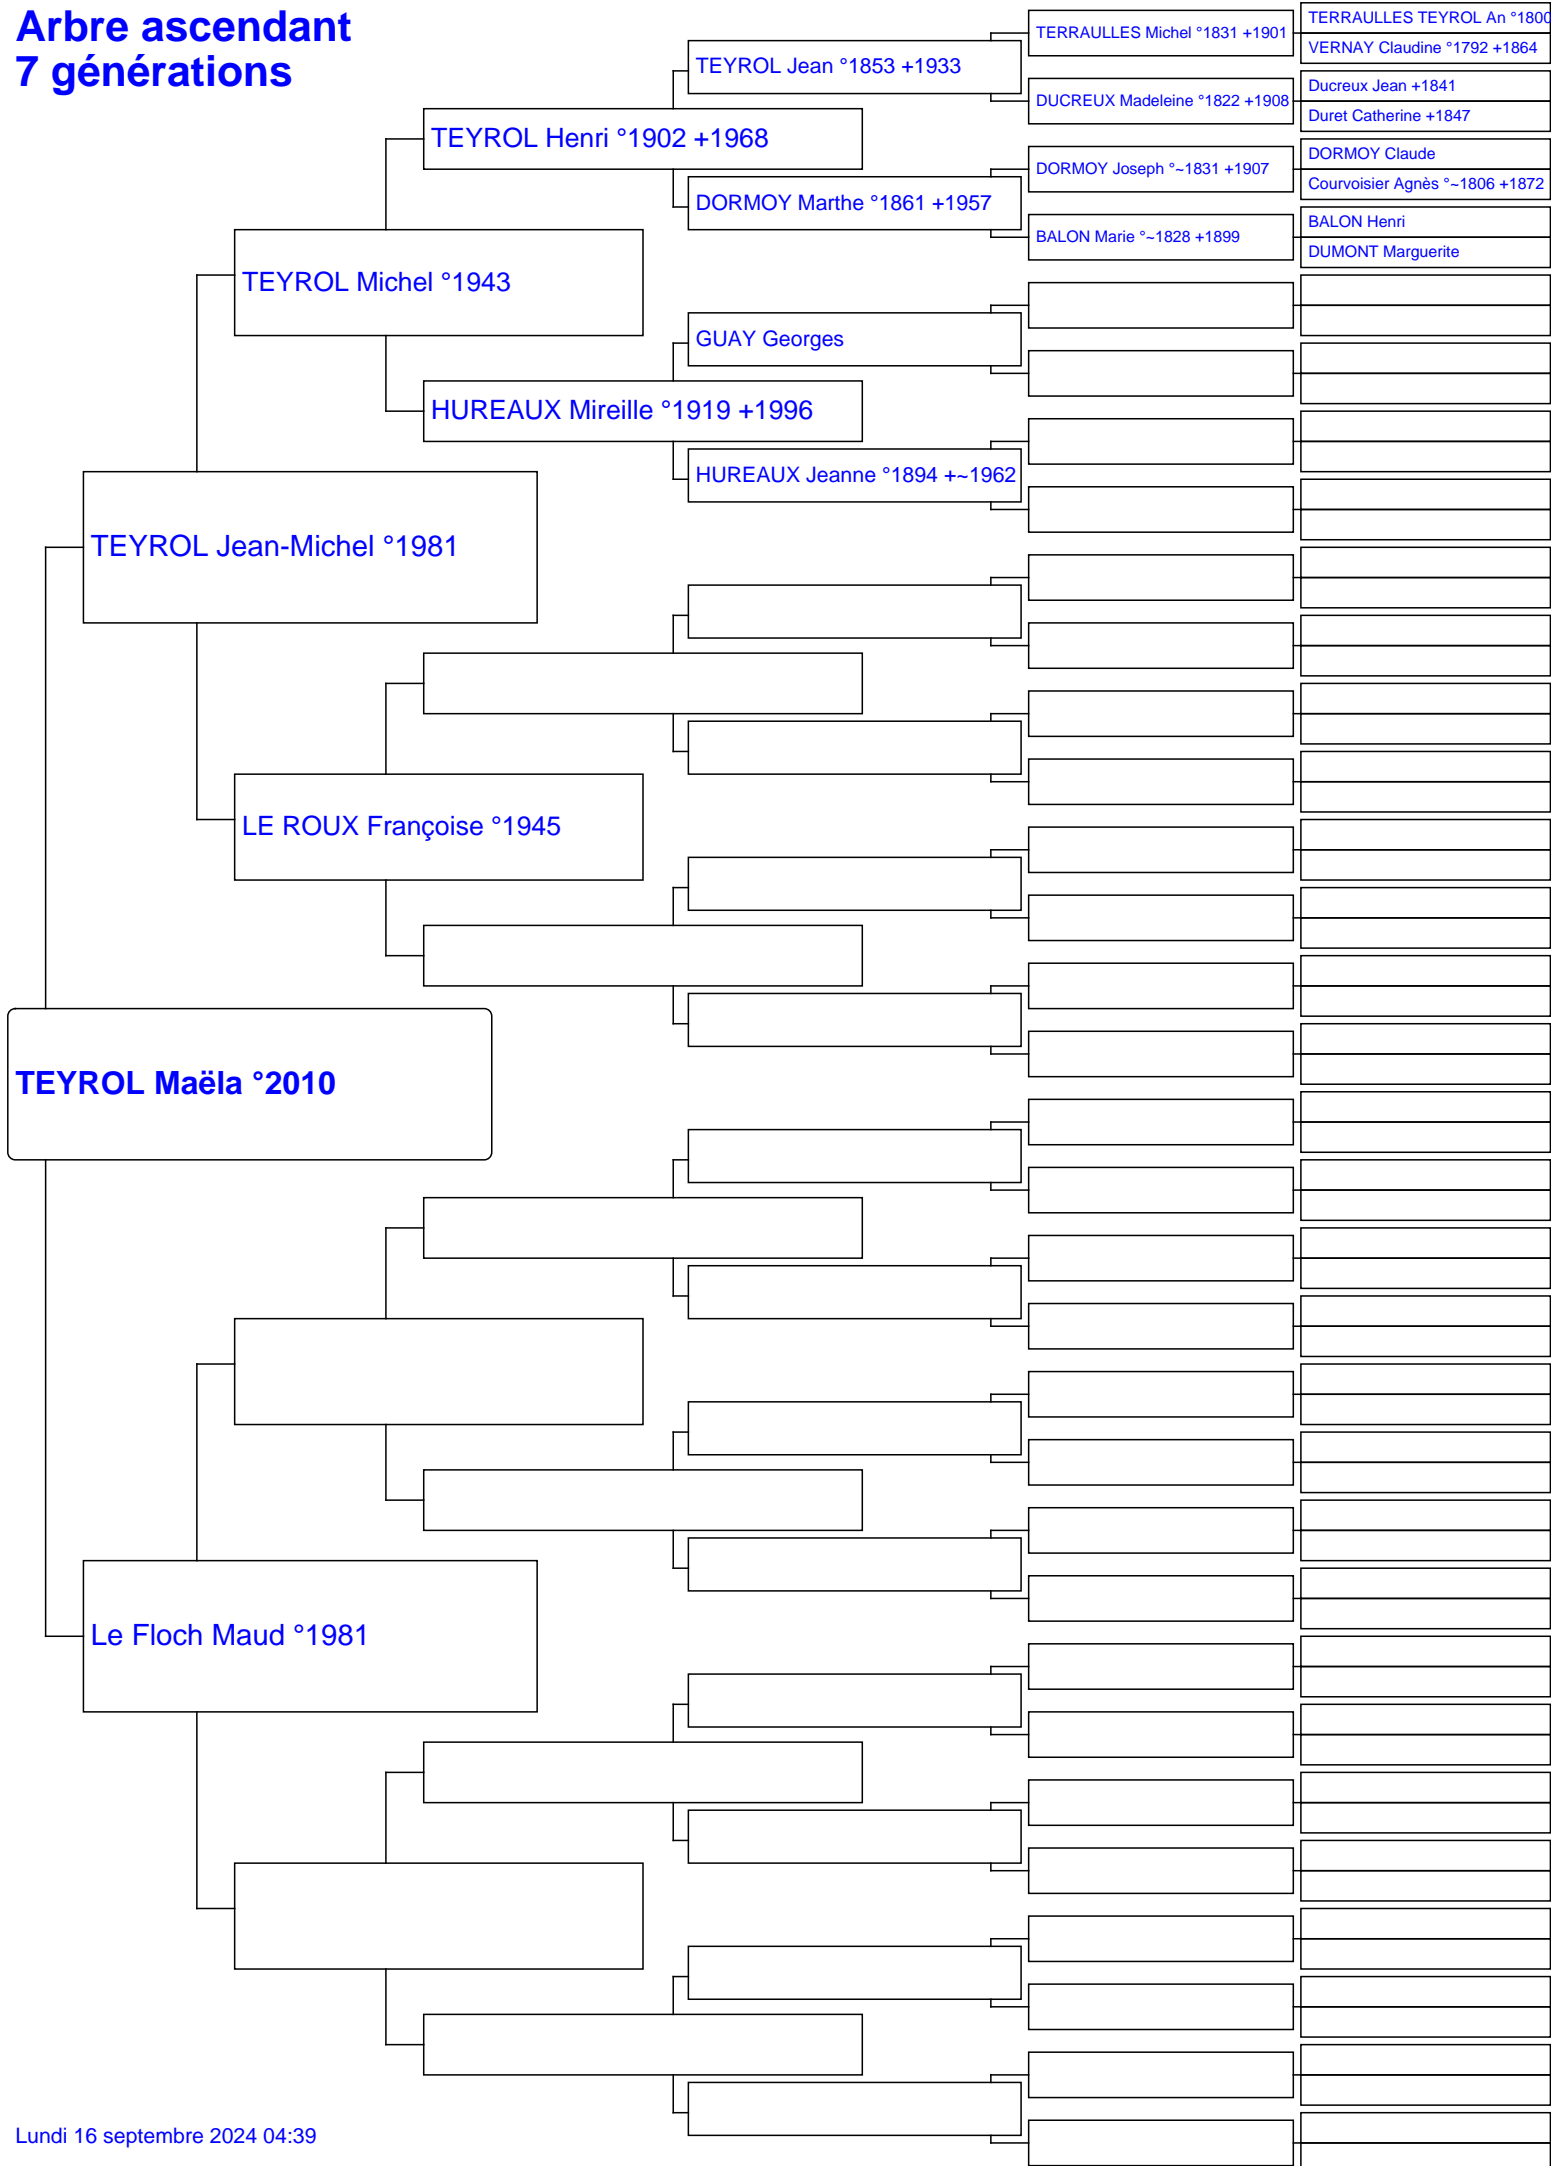 Arbre ascendant
7 générations
TERRAULLES TEYROL An °1800
TERRAULLES Michel °1831 +1901
VERNAY Claudine °1792 +1864
TEYROL Jean °1853 +1933
Ducreux Jean +1841
DUCREUX Madeleine °1822 +1908
Duret Catherine +1847
TEYROL Henri °1902 +1968
DORMOY Claude
DORMOY Joseph °~1831 +1907
Courvoisier Agnès °~1806 +1872
DORMOY Marthe °1861 +1957
BALON Henri
BALON Marie °~1828 +1899
DUMONT Marguerite
TEYROL Michel °1943
GUAY Georges
HUREAUX Mireille °1919 +1996
HUREAUX Jeanne °1894 +~1962
TEYROL Jean-Michel °1981
LE ROUX Françoise °1945
TEYROL Maëla °2010
Le Floch Maud °1981
Lundi 16 septembre 2024 04:39